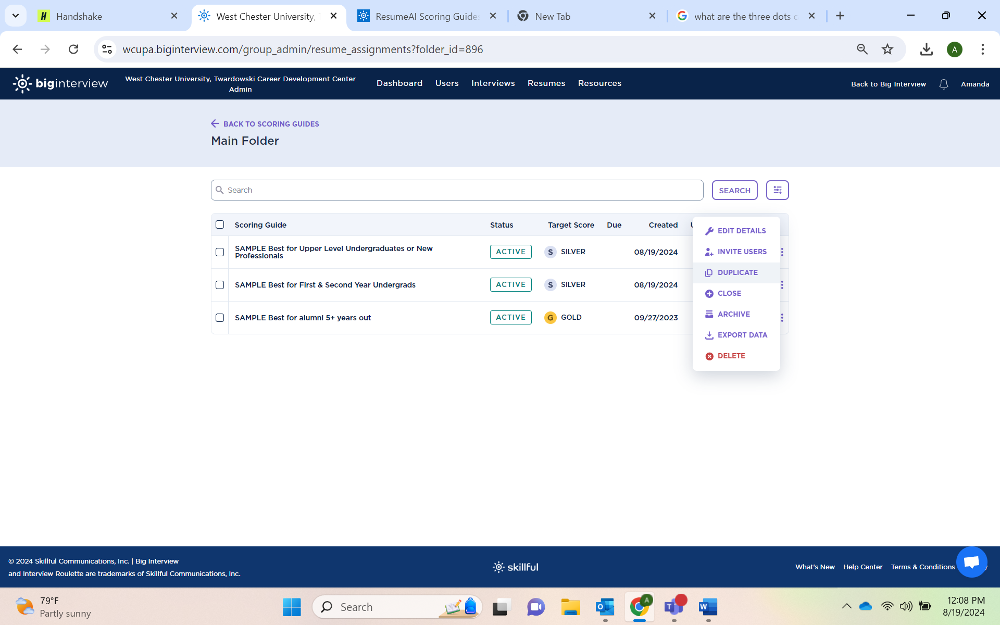 Handshake
West Chester University,
ResumeAI Scoring Guides
New Tab
what are the three dots c
wcupa.biginterview.com/group_admin/resume_assignments?folder_id=896
A
biginterview
West Chester University, Twardowski Career Development Center
Admin
Dashboard
Users
Interviews
Resumes
Resources
Back to Big Interview
Amanda
BACK TO SCORING GUIDES
Main Folder
Search
SEARCH
Scoring Guide Status Target Score Due Created
SAMPLE Best for Upper Level Undergraduates or New
Professionals
ACTIVE S SILVER 08/19/2024
SAMPLE Best for First & Second Year Undergrads ACTIVE S SILVER 08/19/2024
SAMPLE Best for alumni 5+ years out ACTIVE G GOLD 09/27/2023
EDIT DETAILS
INVITE USERS
DUPLICATE
CLOSE
ARCHIVE
EXPORT DATA
DELETE
© 2024 Skillful Communications, Inc. | Big Interview
and Interview Roulette are trademarks of Skillful Communications, Inc.
skillful
What's New
Help Center
Terms & Conditions
79°F
Partly sunny
Search
12:08 PM
8/19/2024